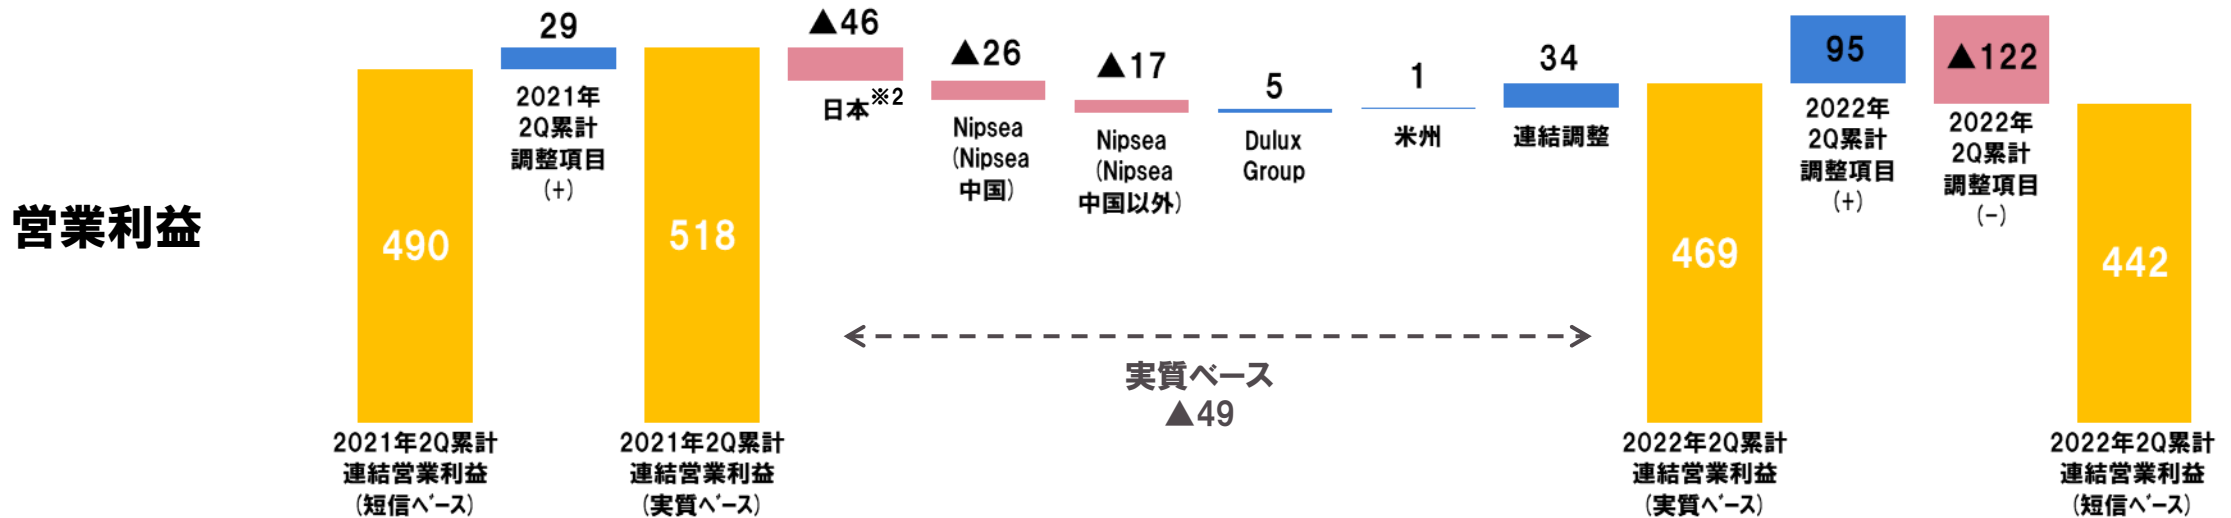 営業利益
490
2021年2Q累計
連結営業利益
(短信ベース)
29
2021年
2Q累計
調整項目
(+)
518
2021年2Q累計
連結営業利益
(実質ベース)
▲46
日本※2
▲26
Nipsea
(Nipsea
中国)
▲17
Nipsea
(Nipsea
中国以外)
5
Dulux
Group
1
米州
34
連結調整
実質ベース
▲49
469
2022年2Q累計
連結営業利益
(実質ベース)
95
2022年
2Q累計
調整項目
(+)
▲122
2022年
2Q累計
調整項目
(-)
442
2022年2Q累計
連結営業利益
(短信ベース)